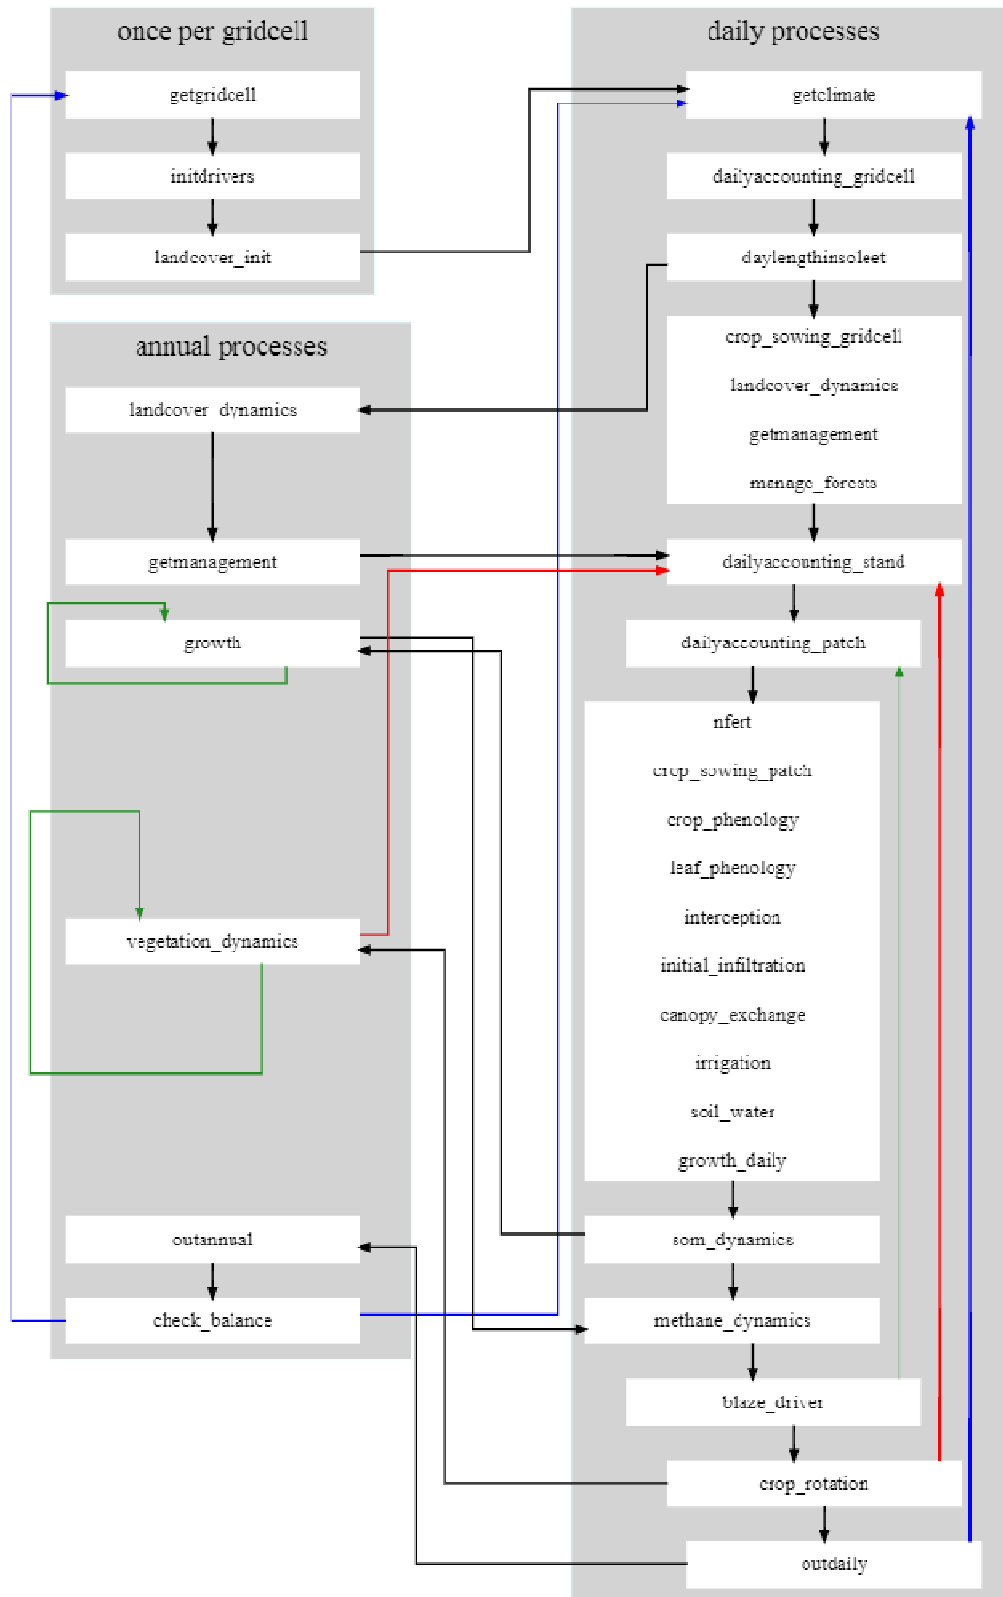 once per gridcell
getgridcell
initdrivers
landcover_init
annual processes
landcover_dynamics
getmanagement
growth
vegetation_dynamics
outannual
check_balance
daily processes
getclimate
dailyaccounting_gridcell
daylengthinsoleet
crop_sowing_gridcell
landcover_dynamics
getmanagement
manage_forests
dailyaccounting_stand
dailyaccounting_patch
nfert
crop_sowing_patch
crop_phenology
leaf_phenology
interception
initial_infiltration
canopy_exchange
irrigation
soil_water
growth_daily
som_dynamics
methane_dynamics
blaze_driver
crop_rotation
outdaily